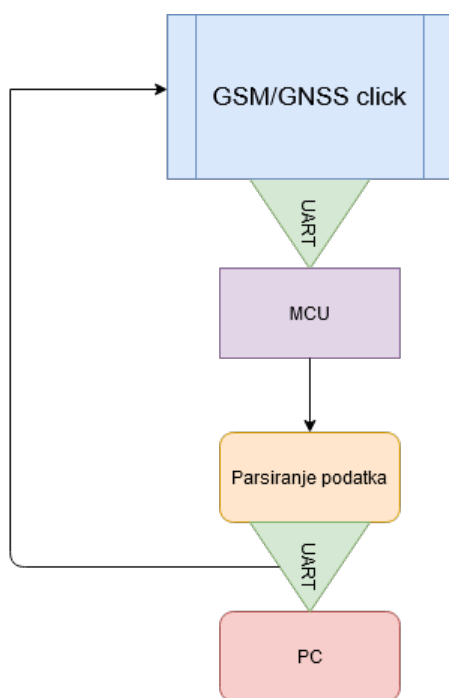 GSM/GNSS click
UART
MCU
Parsiranje podatka
UART
PC